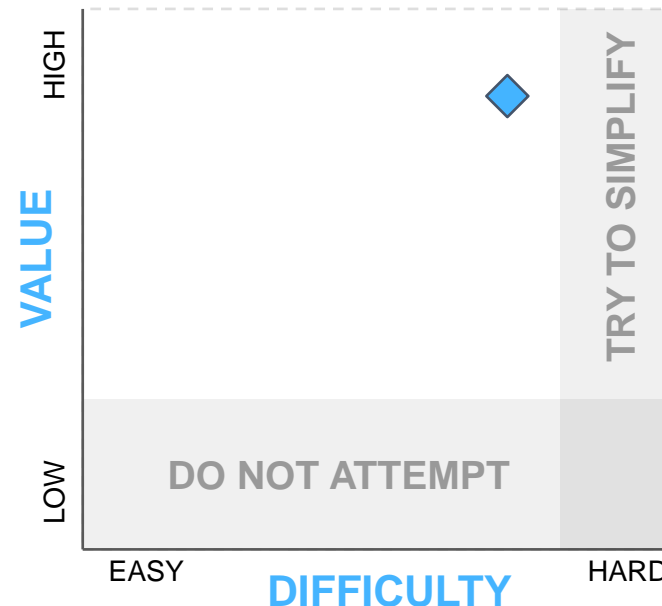 HIGH
VALUE
LOW
TRY TO SIMPLIFY
DO NOT ATTEMPT
EASY
DIFFICULTY
HARD